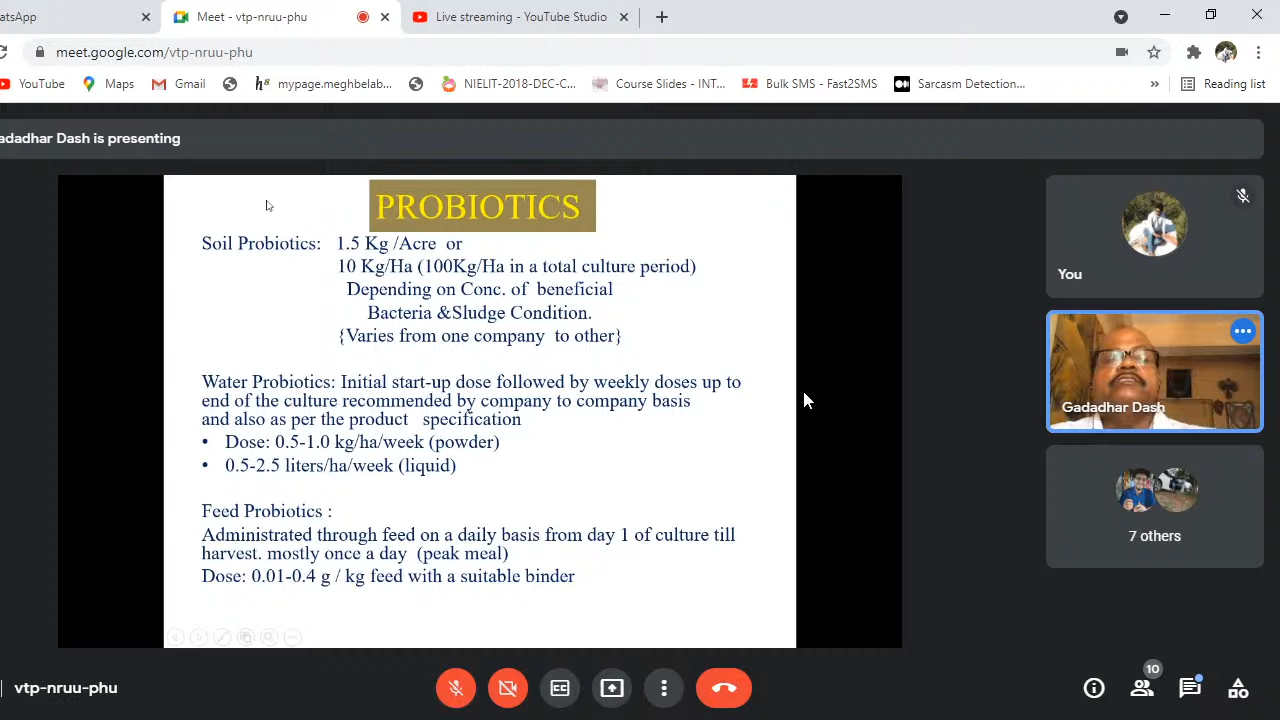 atsApp
Meet - vtp-nruu-phu
Live streaming - YouTube Studio
meet.google.com/vtp-nruu-phu
YouTube
Maps
Gmail
mypage.meghbelab...
NIELIT-2018-DEC-C...
Course Slides - INT...
Bulk SMS - Fast2SMS
Sarcasm Detection...
»
Reading list
adadhar Dash is presenting
PROBIOTICS
Soil Probiotics: 1.5 Kg /Acre or
10 Kg/Ha (100Kg/Ha in a total culture period)
Depending on Conc. of beneficial
Bacteria &Sludge Condition.
{Varies from one company to other}
Water Probiotics: Initial start-up dose followed by weekly doses up to
end of the culture recommended by company to company basis
and also as per the product specification
• Dose: 0.5-1.0 kg/ha/week (powder)
• 0.5-2.5 liters/ha/week (liquid)
Feed Probiotics :
Administrated through feed on a daily basis from day 1 of culture till
harvest. mostly once a day (peak meal)
Dose: 0.01-0.4 g / kg feed with a suitable binder
You
Gadadhar Dash
7 others
vtp-nruu-phu
10